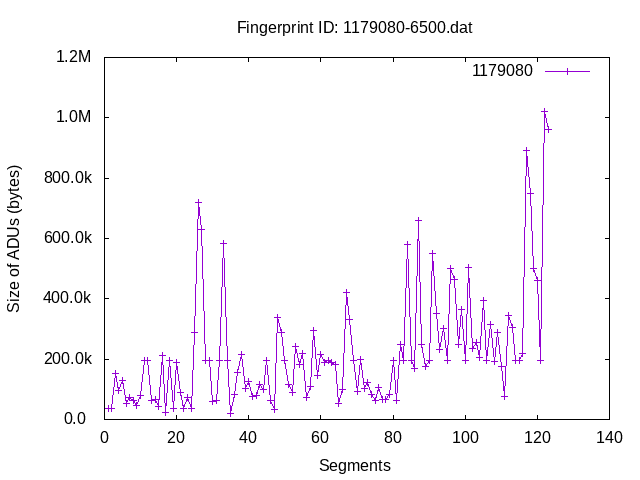 Fingerprint ID: 1179080-6500.dat
1.2M
1179080
1.0M
800.0k
600.0k
400.0k
200.0k
0.0
Size of ADUs (bytes)
0 20 40 60 80 100 120 140
Segments